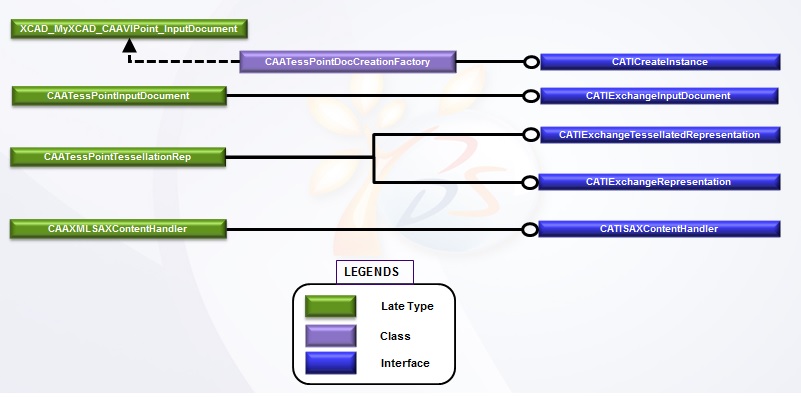 XCAD_MyXCAD_CAAVIPoint_InputDocument
CAATessPointDocCreationFactory
CATICreateInstance
CAATessPointInputDocument
CATIExchangeInputDocument
CATIExchangeTessellatedRepresentation
CAATessPointTessellationRep
CATIExchangeRepresentation
CAAXMLSAXContentHandler
CATISAXContentHandler
LEGENDS
Late Type
Class
Interface